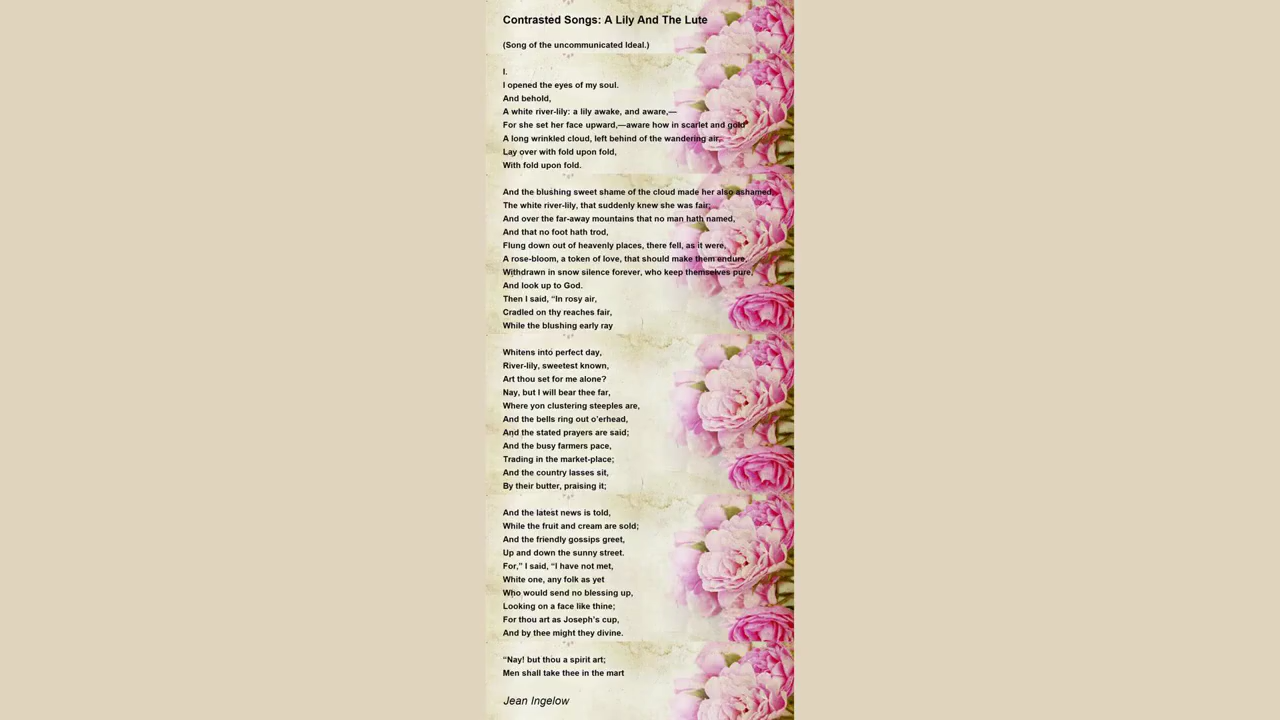 Contrasted Songs: A Lily And The Lute
(Song of the uncommunicated Ideal.)
I.
I opened the eyes of my soul.
And behold,
A white river-lily: a lily awake, and aware,—
For she set her face upward,—aware how in scarlet and gold
A long wrinkled cloud, left behind of the wandering air,
Lay over with fold upon fold,
With fold upon fold.
And the blushing sweet shame of the cloud made her also ashamed,
The white river-lily, that suddenly knew she was fair;
And over the far-away mountains that no man hath named,
And that no foot hath trod,
Flung down out of heavenly places, there fell, as it were,
A rose-bloom, a token of love, that should make them endure,
Withdrawn in snow silence forever, who keep themselves pure,
And look up to God.
Then I said, “In rosy air,
Cradled on thy reaches fair,
While the blushing early ray
Whitens into perfect day,
River-lily, sweetest known,
Art thou set for me alone?
Nay, but I will bear thee far,
Where yon clustering steeples are,
And the bells ring out o’erhead,
And the stated prayers are said;
And the busy farmers pace,
Trading in the market-place;
And the country lasses sit,
By their butter, praising it;
And the latest news is told,
While the fruit and cream are sold;
And the friendly gossips greet,
Up and down the sunny street.
For,” I said, “I have not met,
White one, any folk as yet
Who would send no blessing up,
Looking on a face like thine;
For thou art as Joseph’s cup,
And by thee might they divine.
“Nay! but thou a spirit art;
Men shall take thee in the mart
Jean Ingelow